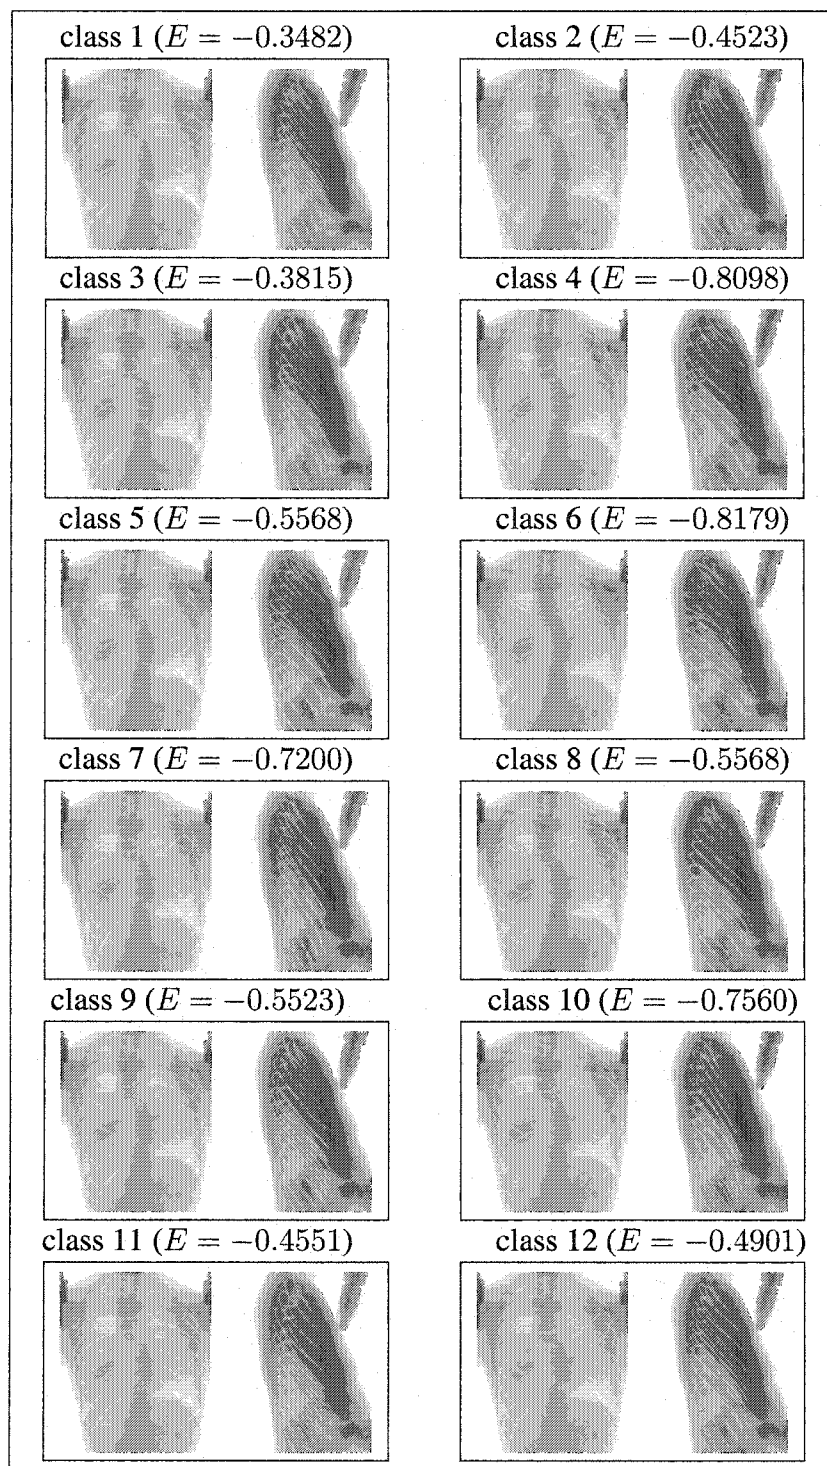 class 1 (E = −0.3482)
class 2 (E = −0.4523)
class 3 (E = −0.3815)
class 4 (E = −0.8098)
class 5 (E = −0.5568)
class 6 (E = −0.8179)
class 7 (E = −0.7200)
class 8 (E = −0.5568)
class 9 (E = −0.5523)
class 10 (E = −0.7560)
class 11 (E = −0.4551)
class 12 (E = −0.4901)